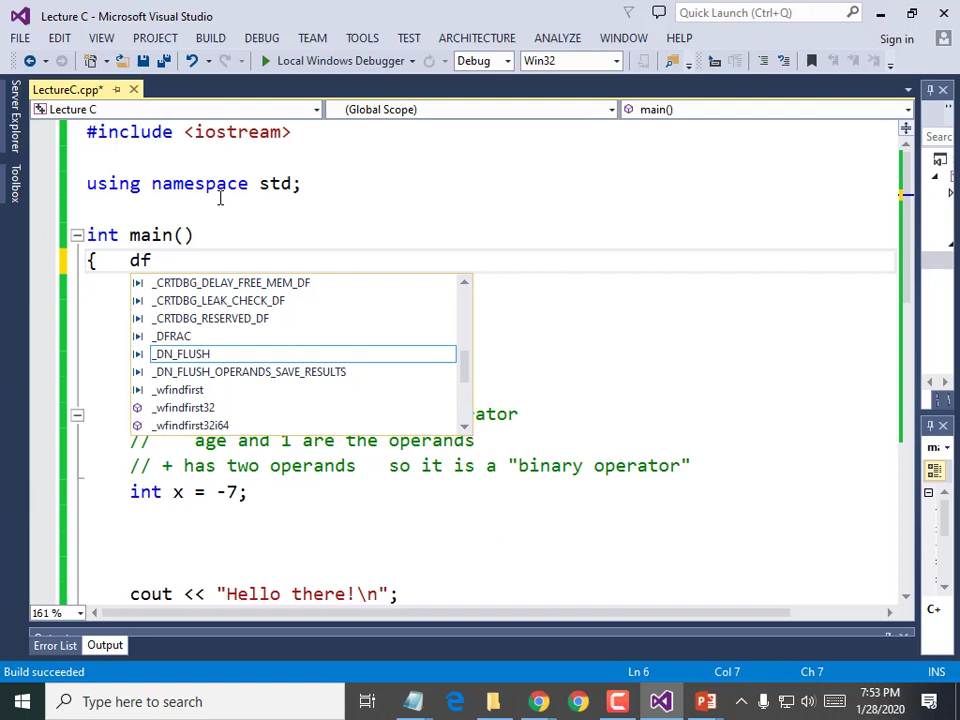 Lecture C - Microsoft Visual Studio
Quick Launch (Ctrl+Q)
FILE EDIT VIEW PROJECT BUILD DEBUG TEAM TOOLS TEST ARCHITECTURE ANALYZE WINDOW HELP Sign in
Local Windows Debugger Debug Win32
Server Explorer
Toolbox
LectureC.cpp*
Lecture C (Global Scope) main()
#include <iostream>
using namespace std;
int main()
{ df
_CRTDBG_DELAY_FREE_MEM_DF
_CRTDBG_LEAK_CHECK_DF
_CRTDBG_RESERVED_DF
_DFRAC
_DN_FLUSH
_DN_FLUSH_OPERANDS_SAVE_RESULTS
_wfindfirst
_wfindfirst32
_wfindfirst32i64
// age and 1 are the operands
// + has two operands so it is a "binary operator"
int x = -7;
cout << "Hello there!\n";
Searc
C+
161 %
Error List Output
Build succeeded Ln 6 Col 7 Ch 7 INS
Type here to search
7:53 PM
1/28/2020